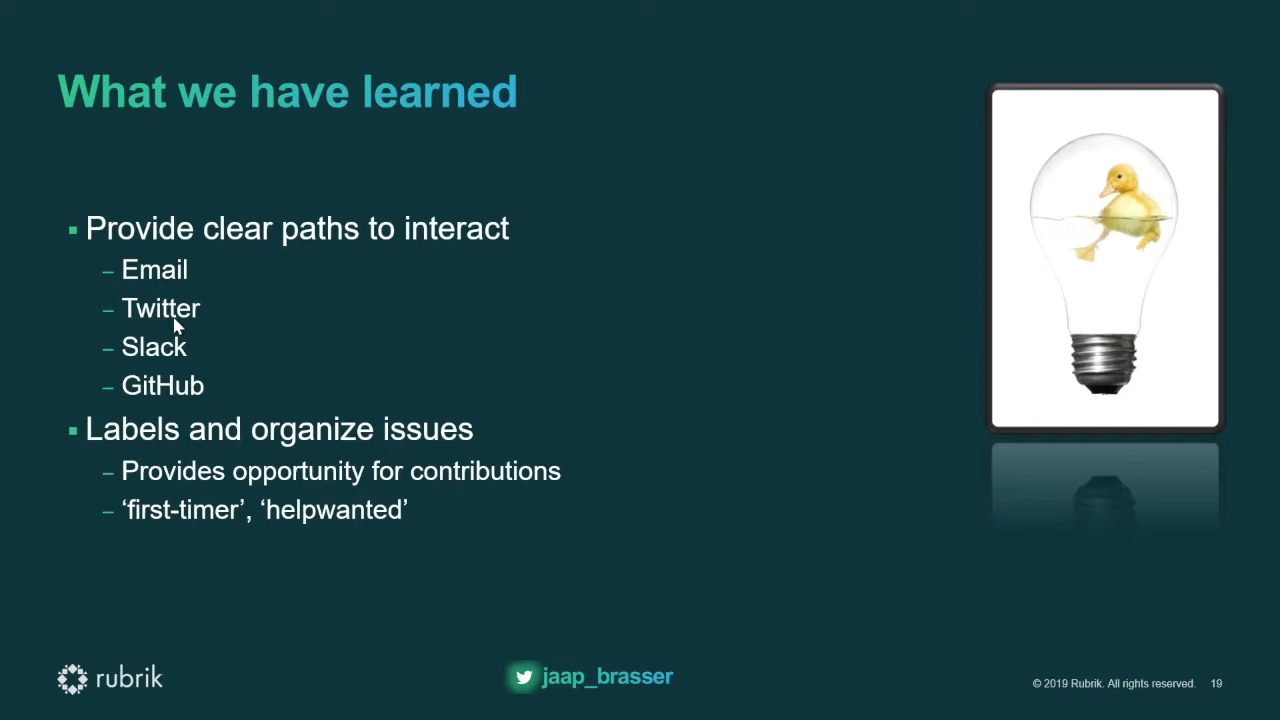 What we have learned
Provide clear paths to interact
– Email
– Twitter
– Slack
– GitHub
Labels and organize issues
– Provides opportunity for contributions
– ‘first-timer’, ‘helpwanted’
rubrik
jaap_brasser
© 2019 Rubrik. All rights reserved. 19